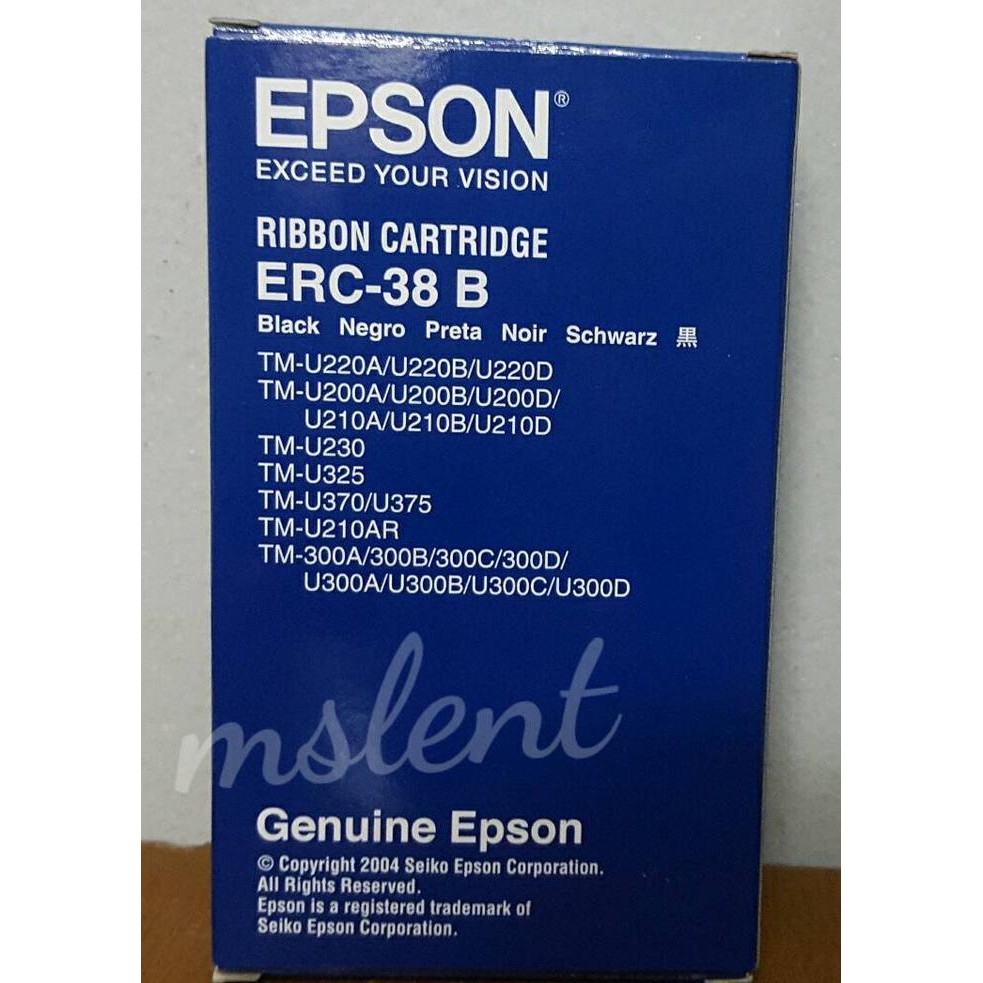 EPSON®
EXCEED YOUR VISION
RIBBON CARTRIDGE
ERC-38 B
Black Negro Preta Noir Schwarz 黒
TM-U220A/U220B/U220D
TM-U200A/U200B/U200D/
U210A/U210B/U210D
TM-U230
TM-U325
TM-U370/U375
TM-U210AR
TM-300A/300B/300C/300D/
U300A/U300B/U300C/U300D
mslent
Genuine Epson
© Copyright 2004 Seiko Epson Corporation.
All Rights Reserved.
Epson is a registered trademark of
Seiko Epson Corporation.